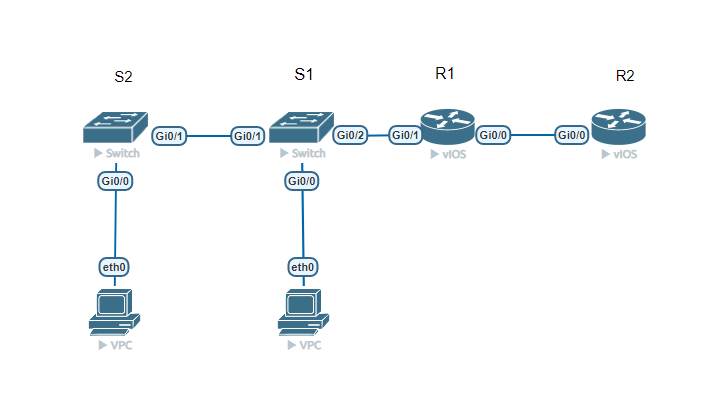 S2
S1
R1
R2
Gi0/1
Gi0/1
Gi0/2
Gi0/1
Gi0/0
Gi0/0
Switch
Switch
vIOS
vIOS
Gi0/0
Gi0/0
eth0
eth0
VPC
VPC